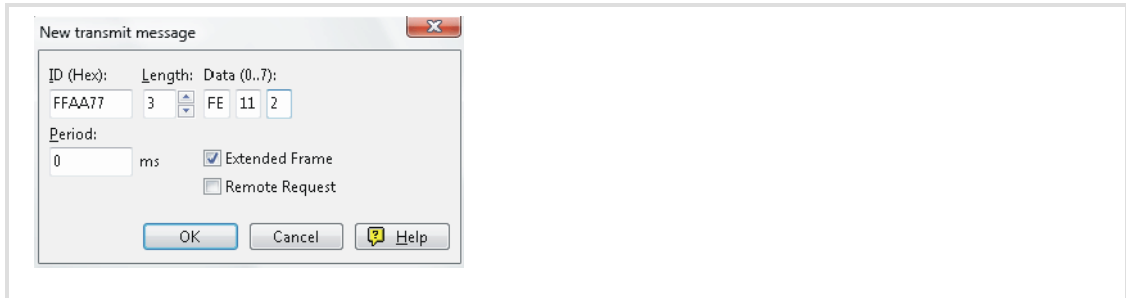 New transmit message
ID (Hex): Length: Data (0..7):
FFAA77 3 FE 11 2
Period:
0 ms Extended Frame
Remote Request
OK Cancel Help